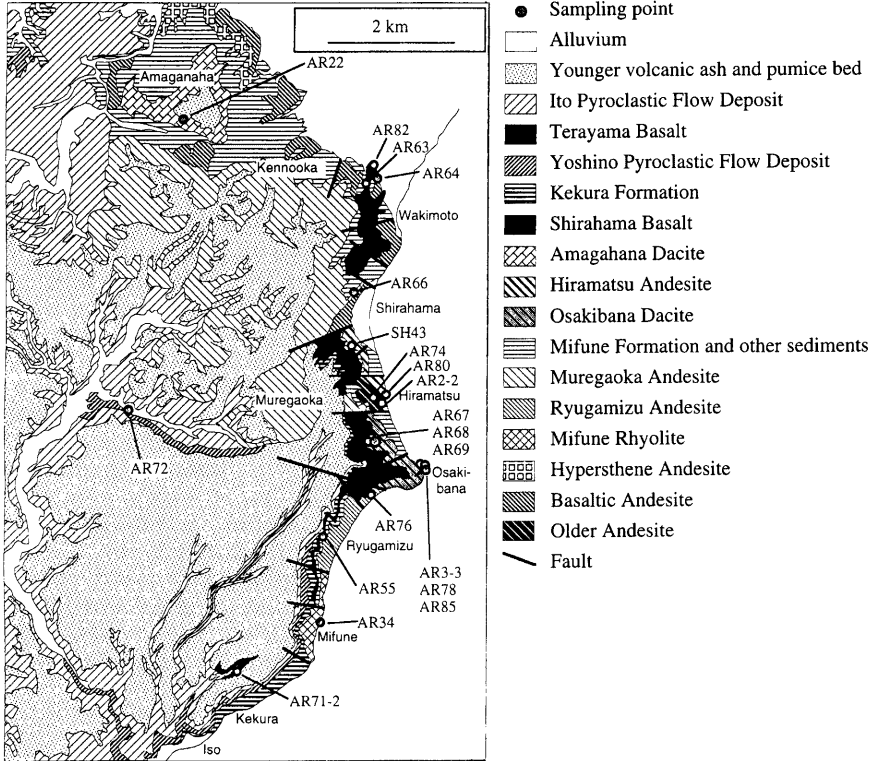 2 km
Amaganaha
AR22
AR82
AR63
AR64
Kennooka
Wakimoto
AR66
Shirahama
SH43
AR74
AR80
AR2-2
Hiramatsu
Muregaoka
AR67
AR68
AR69
AR72
Osaki-
bana
AR76
Ryugamizu
AR3-3
AR78
AR85
AR55
AR34
Mifune
AR71-2
Kekura
Iso
Sampling point
Alluvium
Younger volcanic ash and pumice bed
Ito Pyroclastic Flow Deposit
Terayama Basalt
Yoshino Pyroclastic Flow Deposit
Kekura Formation
Shirahama Basalt
Amagahana Dacite
Hiramatsu Andesite
Osakibana Dacite
Mifune Formation and other sediments
Muregaoka Andesite
Ryugamizu Andesite
Mifune Rhyolite
Hypersthene Andesite
Basaltic Andesite
Older Andesite
Fault